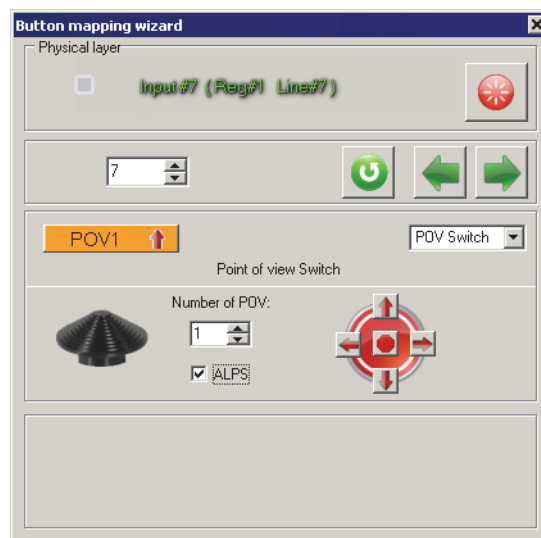 Button mapping wizard
Physical layer
Input #7 (Reg#1 Line#7)
7
POV1
POV Switch
Point of view Switch
Number of POV:
1
ALPS